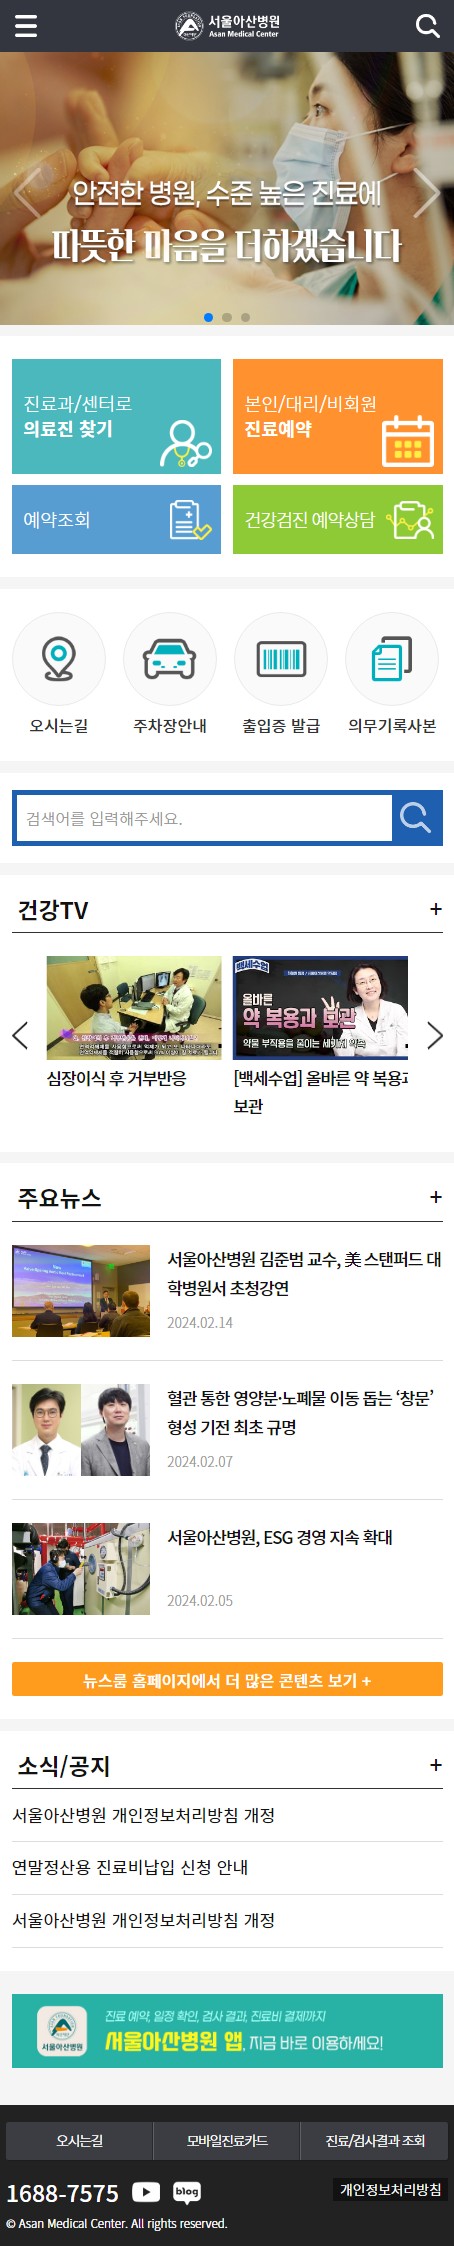 서울아산병원
Asan Medical Center
안전한 병원, 수준 높은 진료에
따뜻한 마음을 더하겠습니다
진료과/센터로
의료진 찾기
본인/대리/비회원
진료예약
예약조회
건강검진 예약상담
오시는길
주차장안내
출입증 발급
의무기록사본
검색어를 입력해주세요.
건강TV
+
백세수업
올바른
약 복용과 보관
약물 부작용을 줄이는 세가지 약속
심장이식 후 거부반응
[백세수업] 올바른 약 복용과
보관
주요뉴스
+
서울아산병원 김준범 교수, 美 스탠퍼드 대
학병원서 초청강연
2024.02.14
혈관 통한 영양분·노폐물 이동 돕는 ‘창문’
형성 기전 최초 규명
2024.02.07
서울아산병원, ESG 경영 지속 확대
2024.02.05
뉴스룸 홈페이지에서 더 많은 콘텐츠 보기 +
소식/공지
+
서울아산병원 개인정보처리방침 개정
연말정산용 진료비납입 신청 안내
서울아산병원 개인정보처리방침 개정
서울아산병원
진료 예약, 일정 확인, 검사 결과, 진료비 결제까지
서울아산병원 앱, 지금 바로 이용하세요!
오시는길
모바일진료카드
진료/검사결과 조회
1688-7575
blog
개인정보처리방침
© Asan Medical Center. All rights reserved.